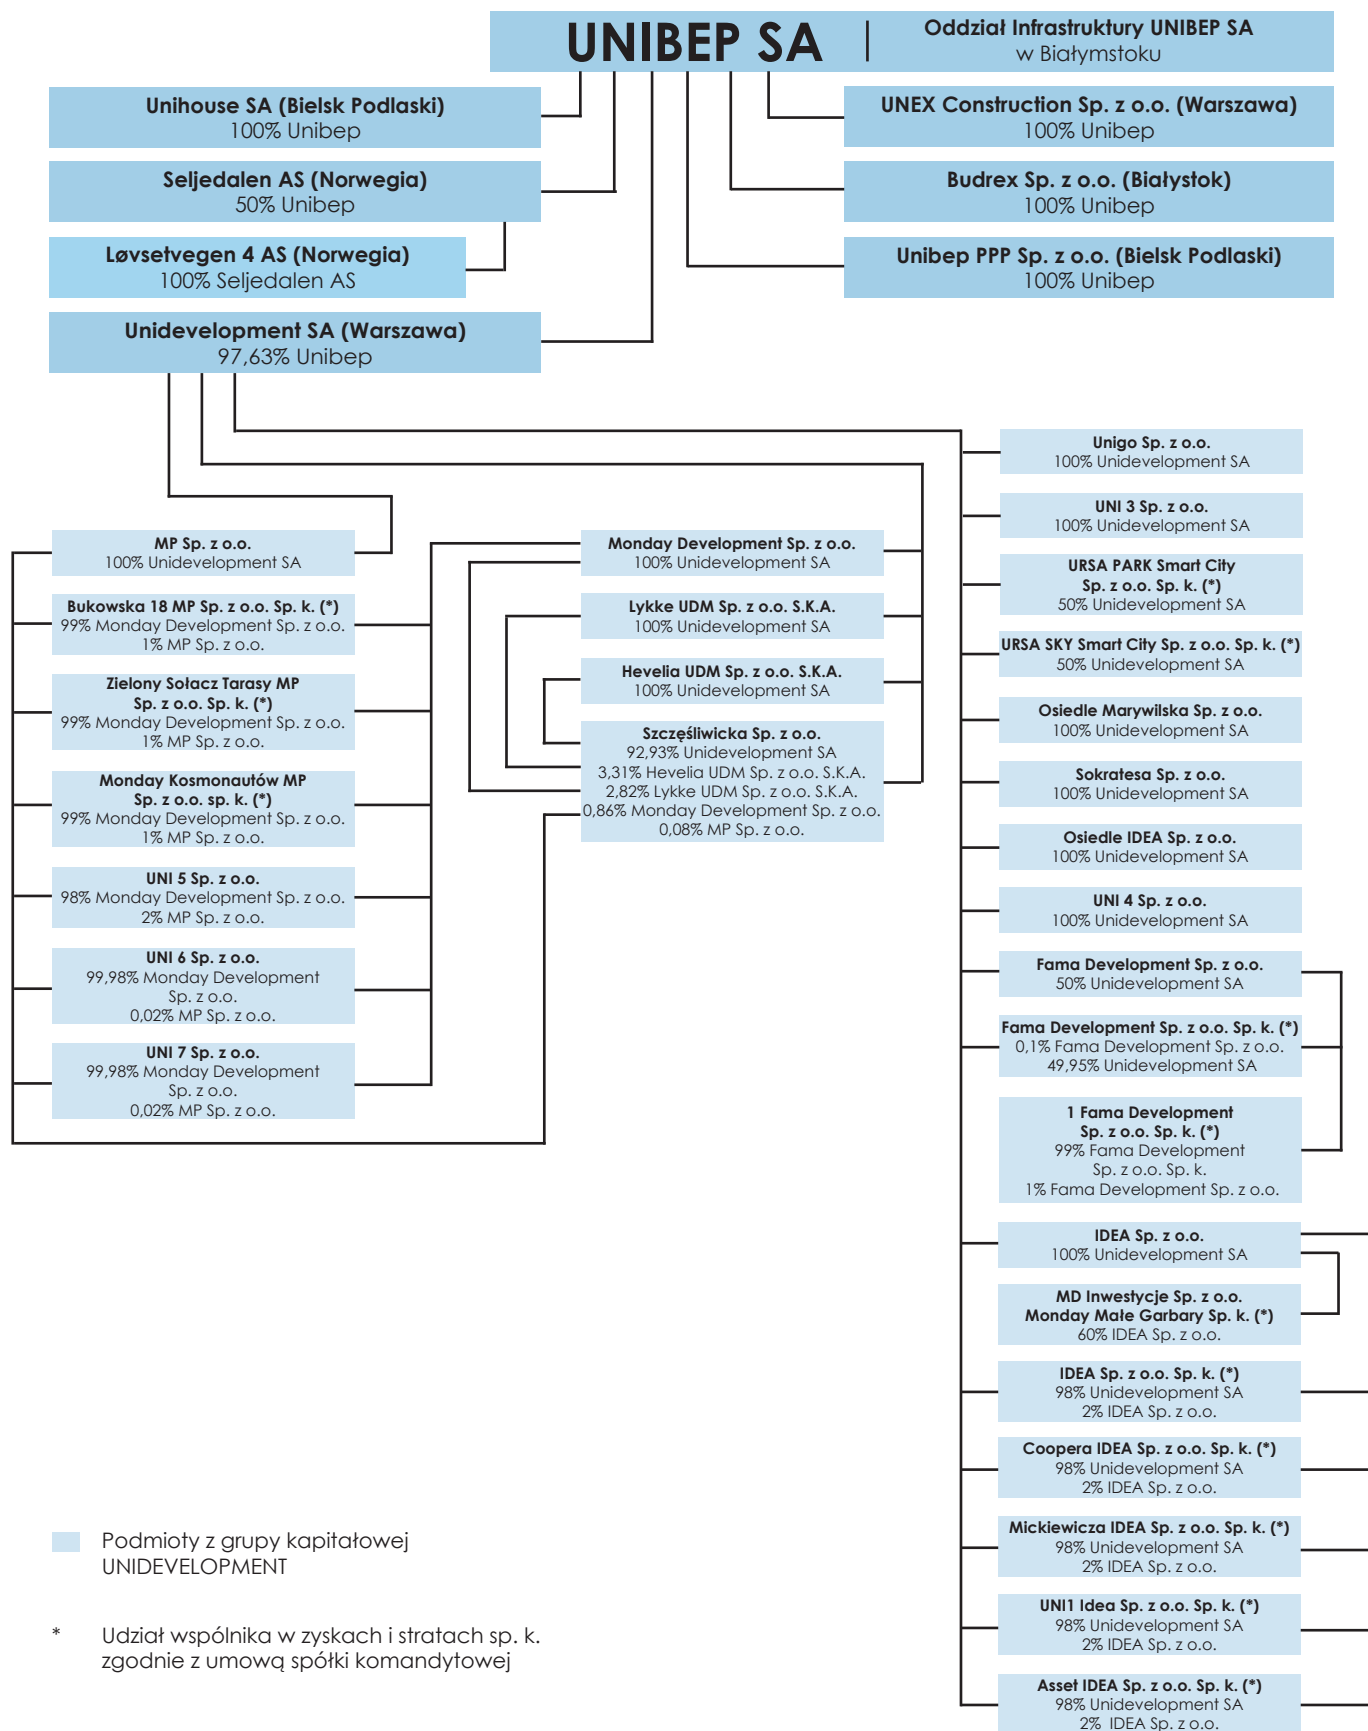 UNIBEP SA
Oddział Infrastruktury UNIBEP SA
w Białymstoku
Unihouse SA (Bielsk Podlaski)
100% Unibep
Seljedalen AS (Norwegia)
50% Unibep
Løvsetvegen 4 AS (Norwegia)
100% Seljedalen AS
Unidevelopment SA (Warszawa)
97,63% Unibep
UNEX Construction Sp. z o.o. (Warszawa)
100% Unibep
Budrex Sp. z o.o. (Białystok)
100% Unibep
Unibep PPP Sp. z o.o. (Bielsk Podlaski)
100% Unibep
MP Sp. z o.o.
100% Unidevelopment SA
Bukowska 18 MP Sp. z o.o. Sp. k. (*)
99% Monday Development Sp. z o.o.
1% MP Sp. z o.o.
Zielony Sołacz Tarasy MP
Sp. z o.o. Sp. k. (*)
99% Monday Development Sp. z o.o.
1% MP Sp. z o.o.
Monday Kosmonautów MP
Sp. z o.o. sp. k. (*)
99% Monday Development Sp. z o.o.
1% MP Sp. z o.o.
UNI 5 Sp. z o.o.
98% Monday Development Sp. z o.o.
2% MP Sp. z o.o.
UNI 6 Sp. z o.o.
99,98% Monday Development
Sp. z o.o.
0,02% MP Sp. z o.o.
UNI 7 Sp. z o.o.
99,98% Monday Development
Sp. z o.o.
0,02% MP Sp. z o.o.
Monday Development Sp. z o.o.
100% Unidevelopment SA
Lykke UDM Sp. z o.o. S.K.A.
100% Unidevelopment SA
Hevelia UDM Sp. z o.o. S.K.A.
100% Unidevelopment SA
Szczęśliwicka Sp. z o.o.
92,93% Unidevelopment SA
3,31% Hevelia UDM Sp. z o.o. S.K.A.
2,82% Lykke UDM Sp. z o.o. S.K.A.
0,86% Monday Development Sp. z o.o.
0,08% MP Sp. z o.o.
Unigo Sp. z o.o.
100% Unidevelopment SA
UNI 3 Sp. z o.o.
100% Unidevelopment SA
URSA PARK Smart City
Sp. z o.o. Sp. k. (*)
50% Unidevelopment SA
URSA SKY Smart City Sp. z o.o. Sp. k. (*)
50% Unidevelopment SA
Osiedle Marywilska Sp. z o.o.
100% Unidevelopment SA
Sokratesa Sp. z o.o.
100% Unidevelopment SA
Osiedle IDEA Sp. z o.o.
100% Unidevelopment SA
UNI 4 Sp. z o.o.
100% Unidevelopment SA
Fama Development Sp. z o.o.
50% Unidevelopment SA
Fama Development Sp. z o.o. Sp. k. (*)
0,1% Fama Development Sp. z o.o.
49,95% Unidevelopment SA
1 Fama Development
Sp. z o.o. Sp. k. (*)
99% Fama Development
Sp. z o.o. Sp. k.
1% Fama Development Sp. z o.o.
IDEA Sp. z o.o.
100% Unidevelopment SA
MD Inwestycje Sp. z o.o.
Monday Małe Garbary Sp. k. (*)
60% IDEA Sp. z o.o.
IDEA Sp. z o.o. Sp. k. (*)
98% Unidevelopment SA
2% IDEA Sp. z o.o.
Coopera IDEA Sp. z o.o. Sp. k. (*)
98% Unidevelopment SA
2% IDEA Sp. z o.o.
Mickiewicza IDEA Sp. z o.o. Sp. k. (*)
98% Unidevelopment SA
2% IDEA Sp. z o.o.
UNI1 Idea Sp. z o.o. Sp. k. (*)
98% Unidevelopment SA
2% IDEA Sp. z o.o.
Asset IDEA Sp. z o.o. Sp. k. (*)
98% Unidevelopment SA
2% IDEA Sp. z o.o.
Podmioty z grupy kapitałowej
UNIDEVELOPMENT
* Udział wspólnika w zyskach i stratach sp. k.
zgodnie z umową spółki komandytowej